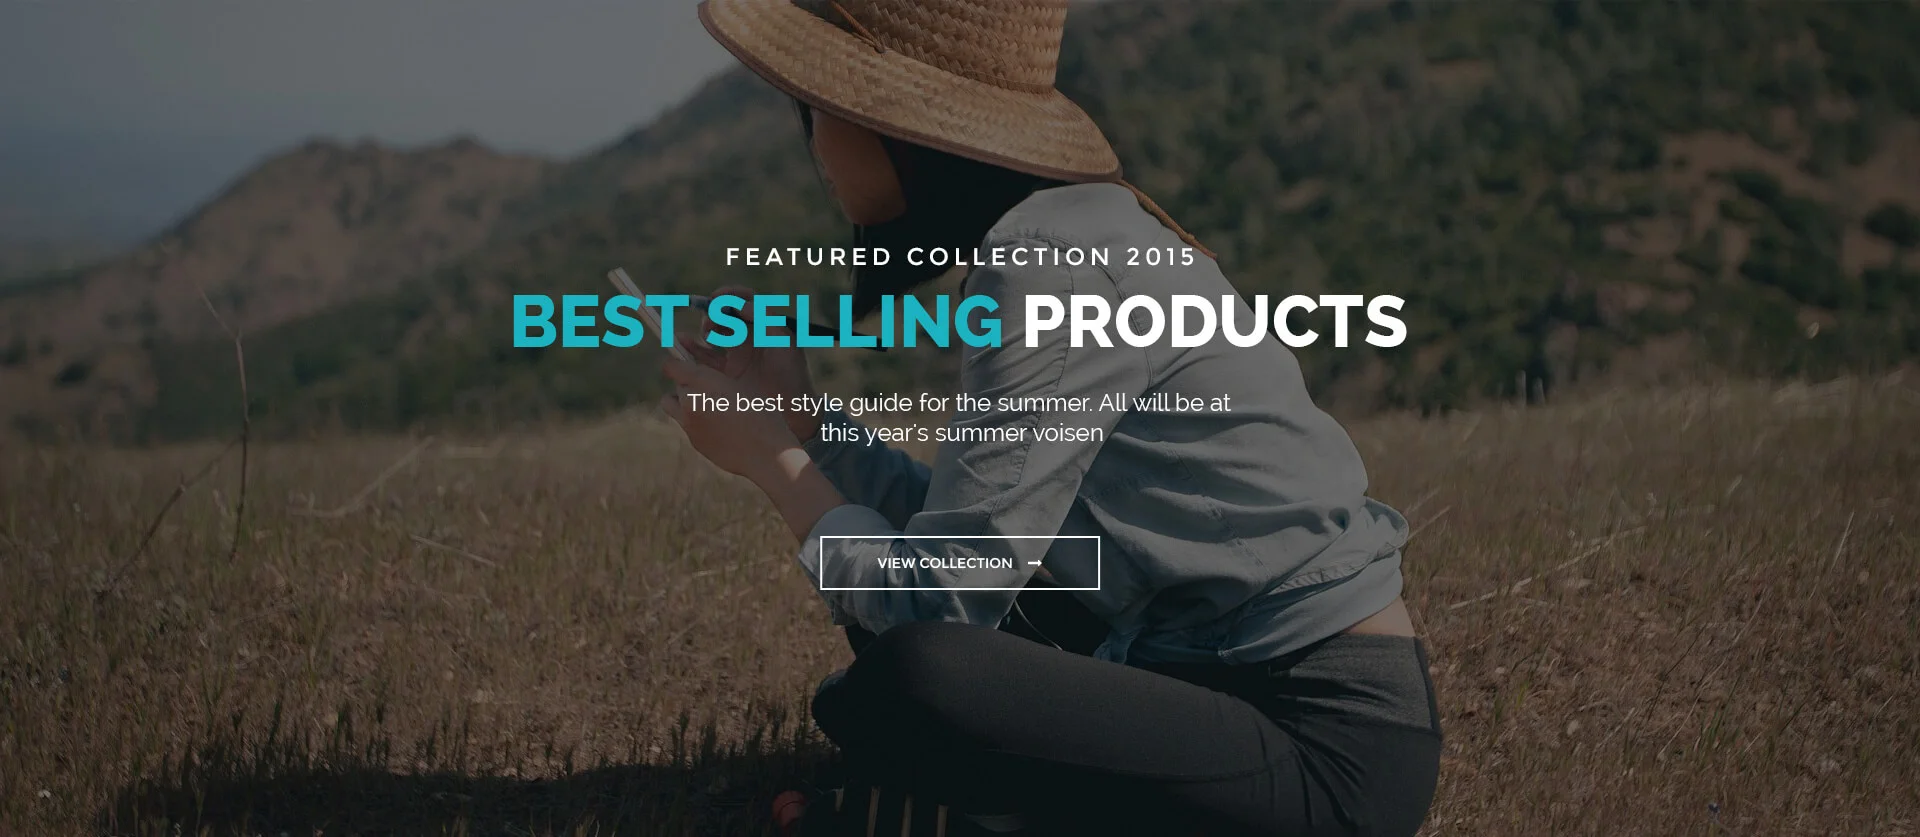 FEATURED COLLECTION 2015
BEST SELLING PRODUCTS
The best style guide for the summer. All will be at
this year's summer voisen
VIEW COLLECTION →